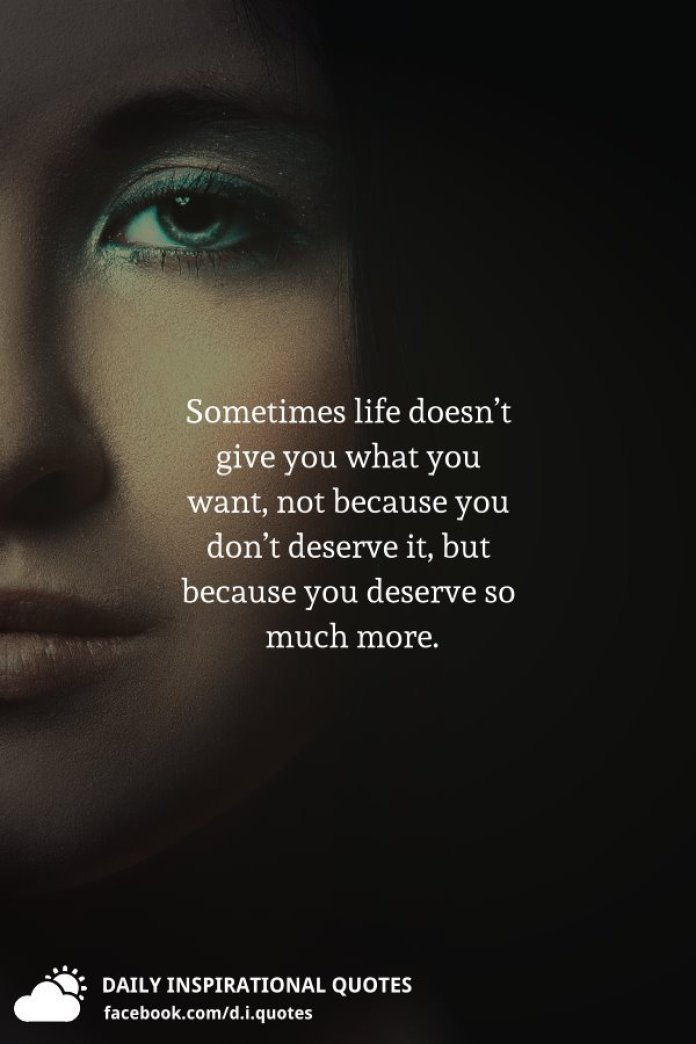 Sometimes life doesn’t
give you what you
want, not because you
don’t deserve it, but
because you deserve so
much more.
DAILY INSPIRATIONAL QUOTES
facebook.com/d.i.quotes